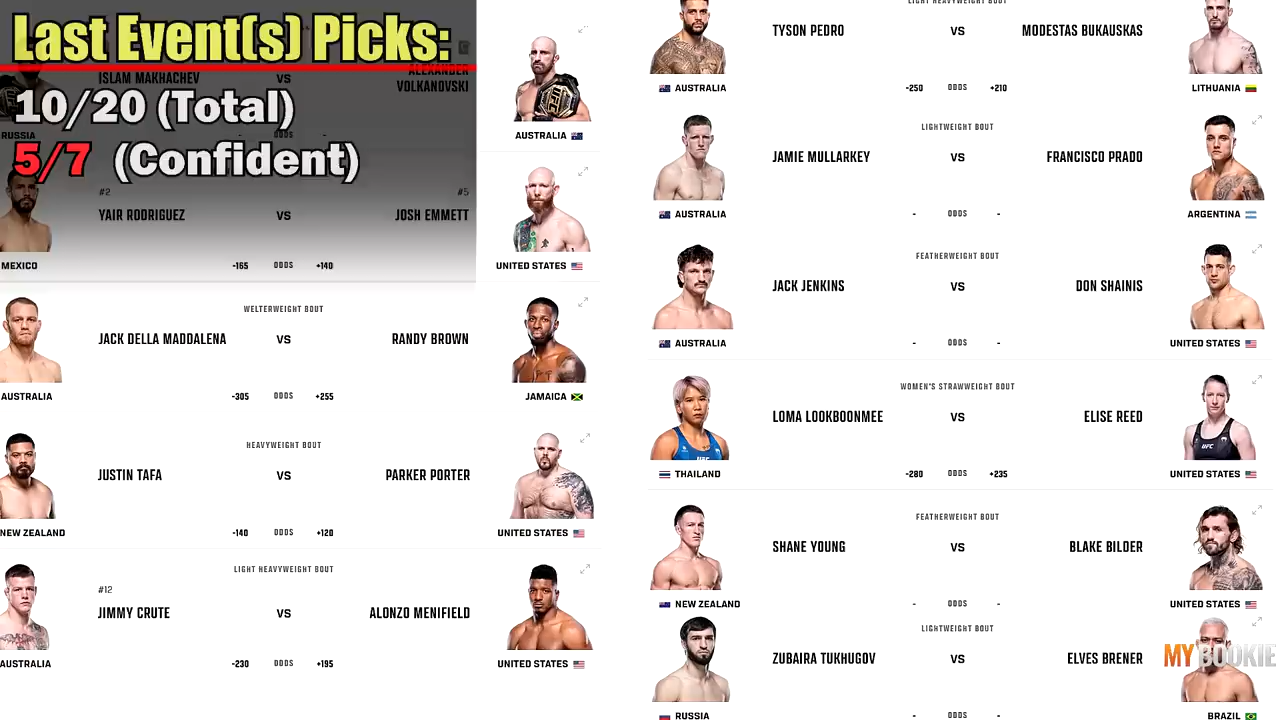 Last Event(s) Picks:
10/20 (Total)
5/7 (Confident)
ISLAM MAKHACHEV VS ALEXANDER VOLKANOVSKI
RUSSIA - ODDS - AUSTRALIA
#2 #5
YAIR RODRIGUEZ VS JOSH EMMETT
MEXICO -165 ODDS +140 UNITED STATES
WELTERWEIGHT BOUT
JACK DELLA MADDALENA VS RANDY BROWN
AUSTRALIA -305 ODDS +255 JAMAICA
HEAVYWEIGHT BOUT
JUSTIN TAFA VS PARKER PORTER
NEW ZEALAND -140 ODDS +120 UNITED STATES
LIGHT HEAVYWEIGHT BOUT
#12
JIMMY CRUTE VS ALONZO MENIFIELD
AUSTRALIA -230 ODDS +195 UNITED STATES
LIGHT HEAVYWEIGHT BOUT
TYSON PEDRO VS MODESTAS BUKAUSKAS
AUSTRALIA -250 ODDS +210 LITHUANIA
LIGHTWEIGHT BOUT
JAMIE MULLARKEY VS FRANCISCO PRADO
AUSTRALIA - ODDS - ARGENTINA
FEATHERWEIGHT BOUT
JACK JENKINS VS DON SHAINIS
AUSTRALIA - ODDS - UNITED STATES
WOMEN'S STRAWWEIGHT BOUT
LOMA LOOKBOONMEE VS ELISE REED
UFC UFC
THAILAND -280 ODDS +235 UNITED STATES
FEATHERWEIGHT BOUT
SHANE YOUNG VS BLAKE BILDER
NEW ZEALAND - ODDS - UNITED STATES
LIGHTWEIGHT BOUT
ZUBAIRA TUKHUGOV VS ELVES BRENER
MYBOOKIE
RUSSIA - ODDS - BRAZIL